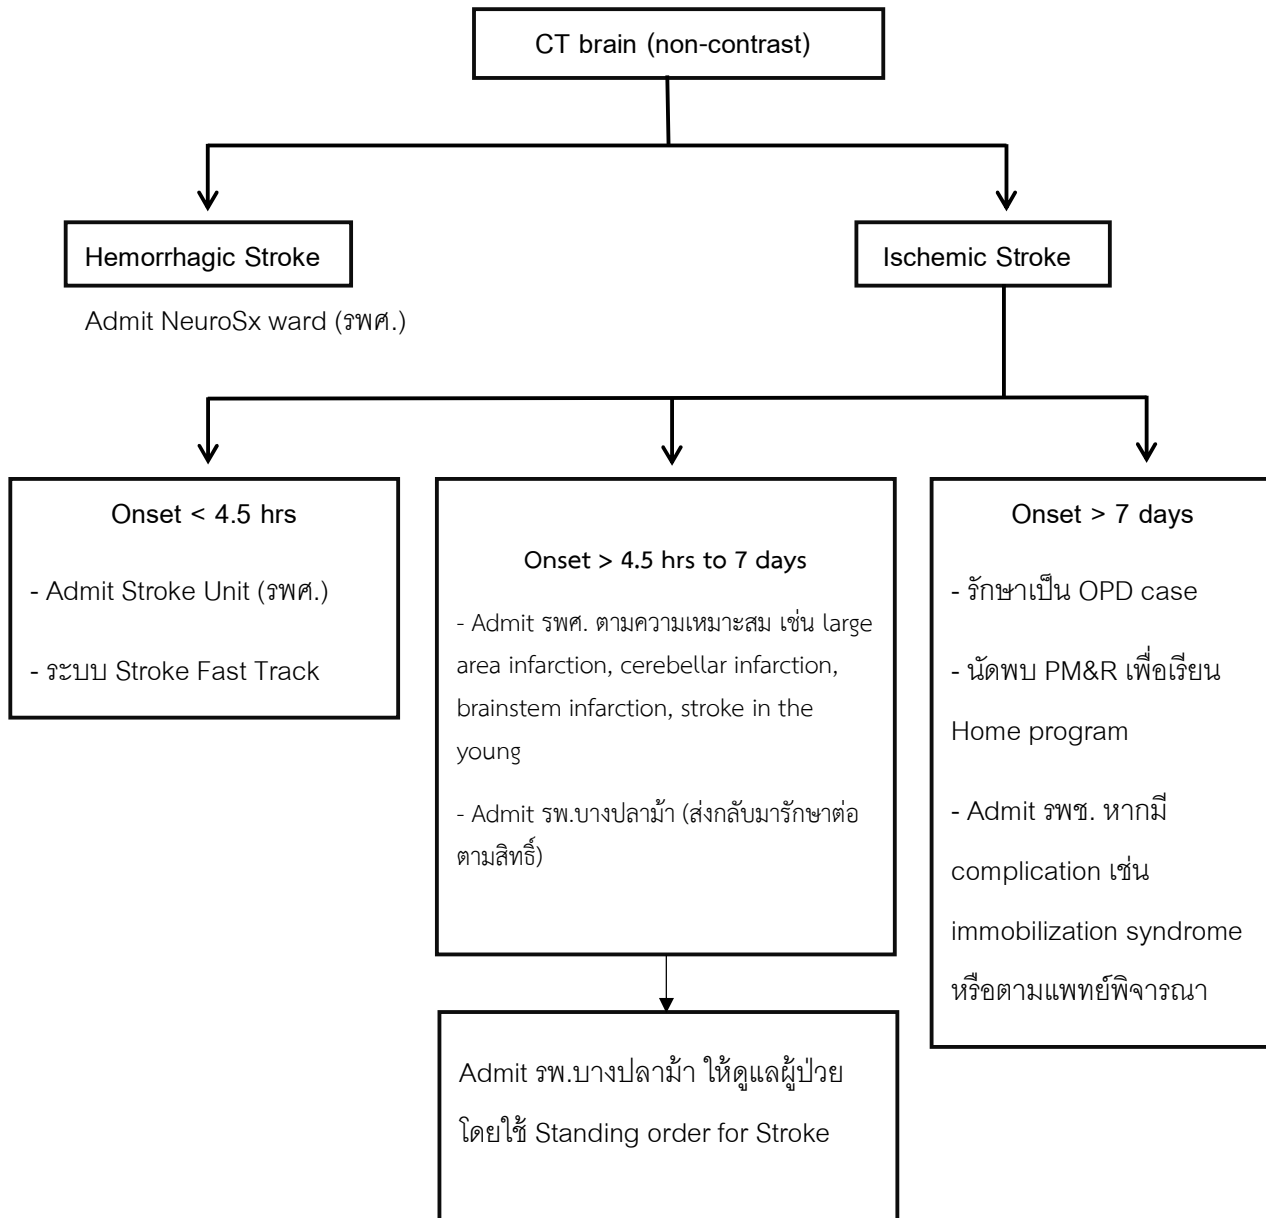 CT brain (non-contrast)
Hemorrhagic Stroke
Ischemic Stroke
Admit NeuroSx ward (รพศ.)
Onset < 4.5 hrs
- Admit Stroke Unit (รพศ.)
- ระบบ Stroke Fast Track
Onset > 4.5 hrs to 7 days
- Admit รพศ. ตามความเหมาะสม เช่น large
area infarction, cerebellar infarction,
brainstem infarction, stroke in the
young
- Admit รพ.บางปลาม้า (ส่งกลับมารักษาต่อ
ตามสิทธิ์)
Onset > 7 days
- รักษาเป็น OPD case
- นัดพบ PM&R เพื่อเรียน
Home program
- Admit รพช. หากมี
complication เช่น
immobilization syndrome
หรือตามแพทย์พิจารณา
Admit รพ.บางปลาม้า ให้ดูแลผู้ป่วย
โดยใช้ Standing order for Stroke